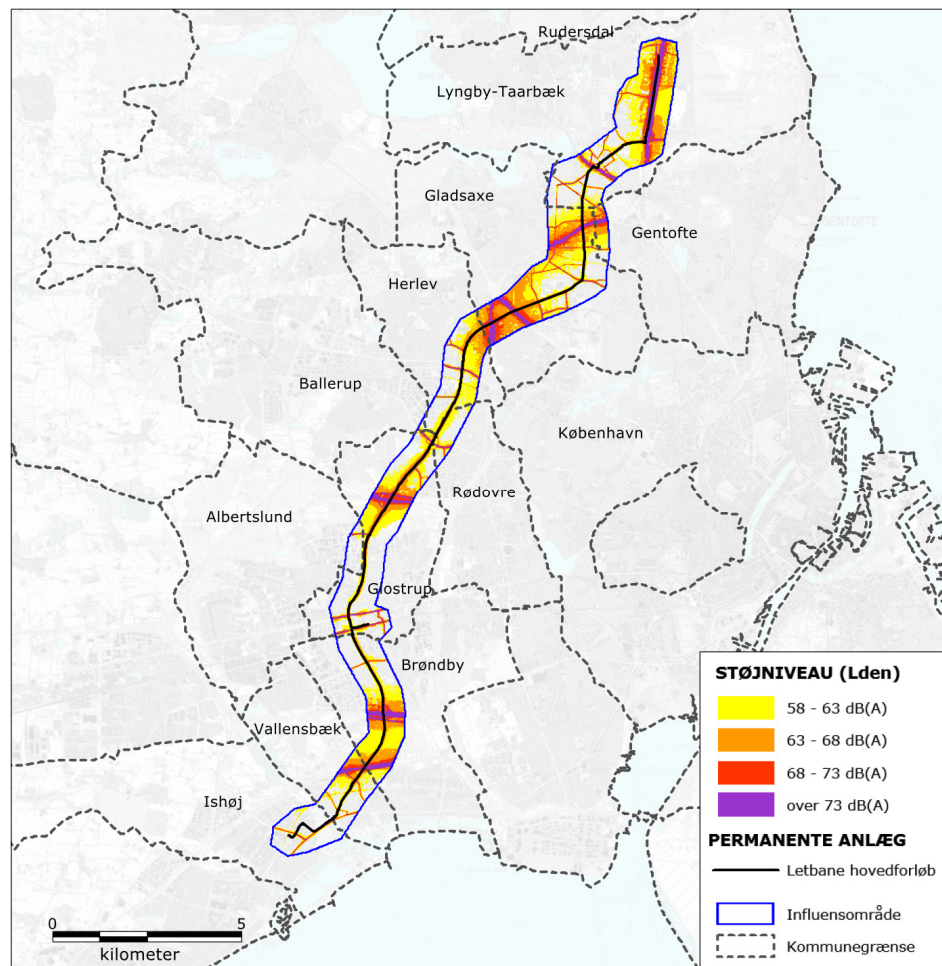 Rudersdal
Lyngby-Taarbæk
Gladsaxe
GENTOFTE
Gentofte
Herlev
Ballerup
København
Rødovre
Albertslund
Glostrup
Brøndby
Vallensbæk
Ishøj
STØJNIVEAU (Lden)
58 - 63 dB(A)
63 - 68 dB(A)
68 - 73 dB(A)
over 73 dB(A)
PERMANENTE ANLÆG
Letbane hovedforløb
Influensområde
Kommunegrænse
0 5
kilometer